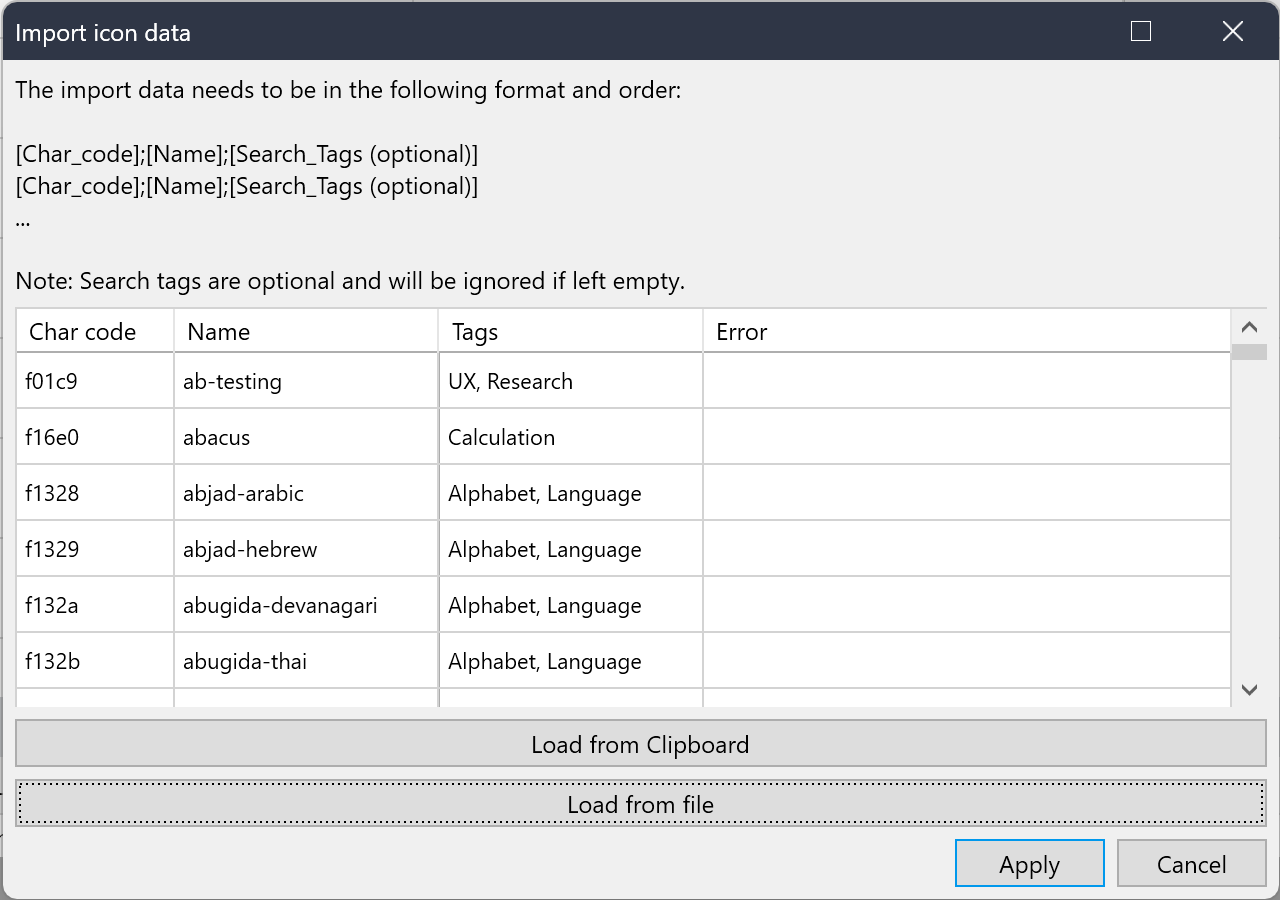 Import icon data
The import data needs to be in the following format and order:
[Char_code];[Name];[Search_Tags (optional)]
[Char_code];[Name];[Search_Tags (optional)]
...
Note: Search tags are optional and will be ignored if left empty.
Char code Name Tags Error
f01c9 ab-testing UX, Research
f16e0 abacus Calculation
f1328 abjad-arabic Alphabet, Language
f1329 abjad-hebrew Alphabet, Language
f132a abugida-devanagari Alphabet, Language
f132b abugida-thai Alphabet, Language
Load from Clipboard
Load from file
Apply Cancel